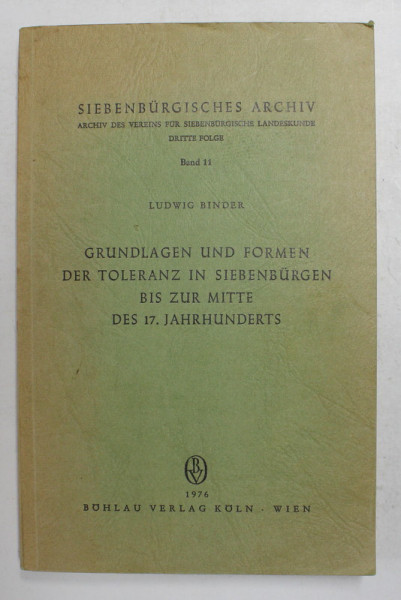 SIEBENBÜRGISCHES ARCHIV
ARCHIV DES VEREINS FÜR SIEBENBÜRGISCHE LANDESKUNDE
DRITTE FOLGE
Band 11
LUDWIG BINDER
GRUNDLAGEN UND FORMEN
DER TOLERANZ IN SIEBENBÜRGEN
BIS ZUR MITTE
DES 17. JAHRHUNDERTS
BV
1976
BÖHLAU VERLAG KÖLN · WIEN